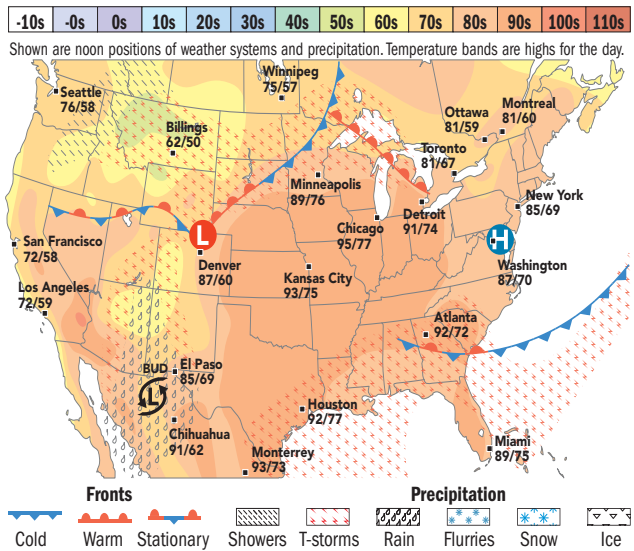 -10s -0s 0s 10s 20s 30s 40s 50s 60s 70s 80s 90s 100s 110s
Shown are noon positions of weather systems and precipitation. Temperature bands are highs for the day.
Winnipeg
75/57
Seattle
76/58
Billings
62/50
Ottawa
81/59
Montreal
81/60
Toronto
81/67
Minneapolis
89/76
New York
85/69
Chicago
95/77
Detroit
91/74
San Francisco
72/58
L
H
Denver
87/60
Washington
87/70
Kansas City
93/75
Los Angeles
72/59
Atlanta
92/72
BUD
L
El Paso
85/69
Houston
92/77
Chihuahua
91/62
Monterrey
93/73
Miami
89/75
Fronts
Precipitation
Cold Warm Stationary Showers T-storms Rain Flurries Snow Ice